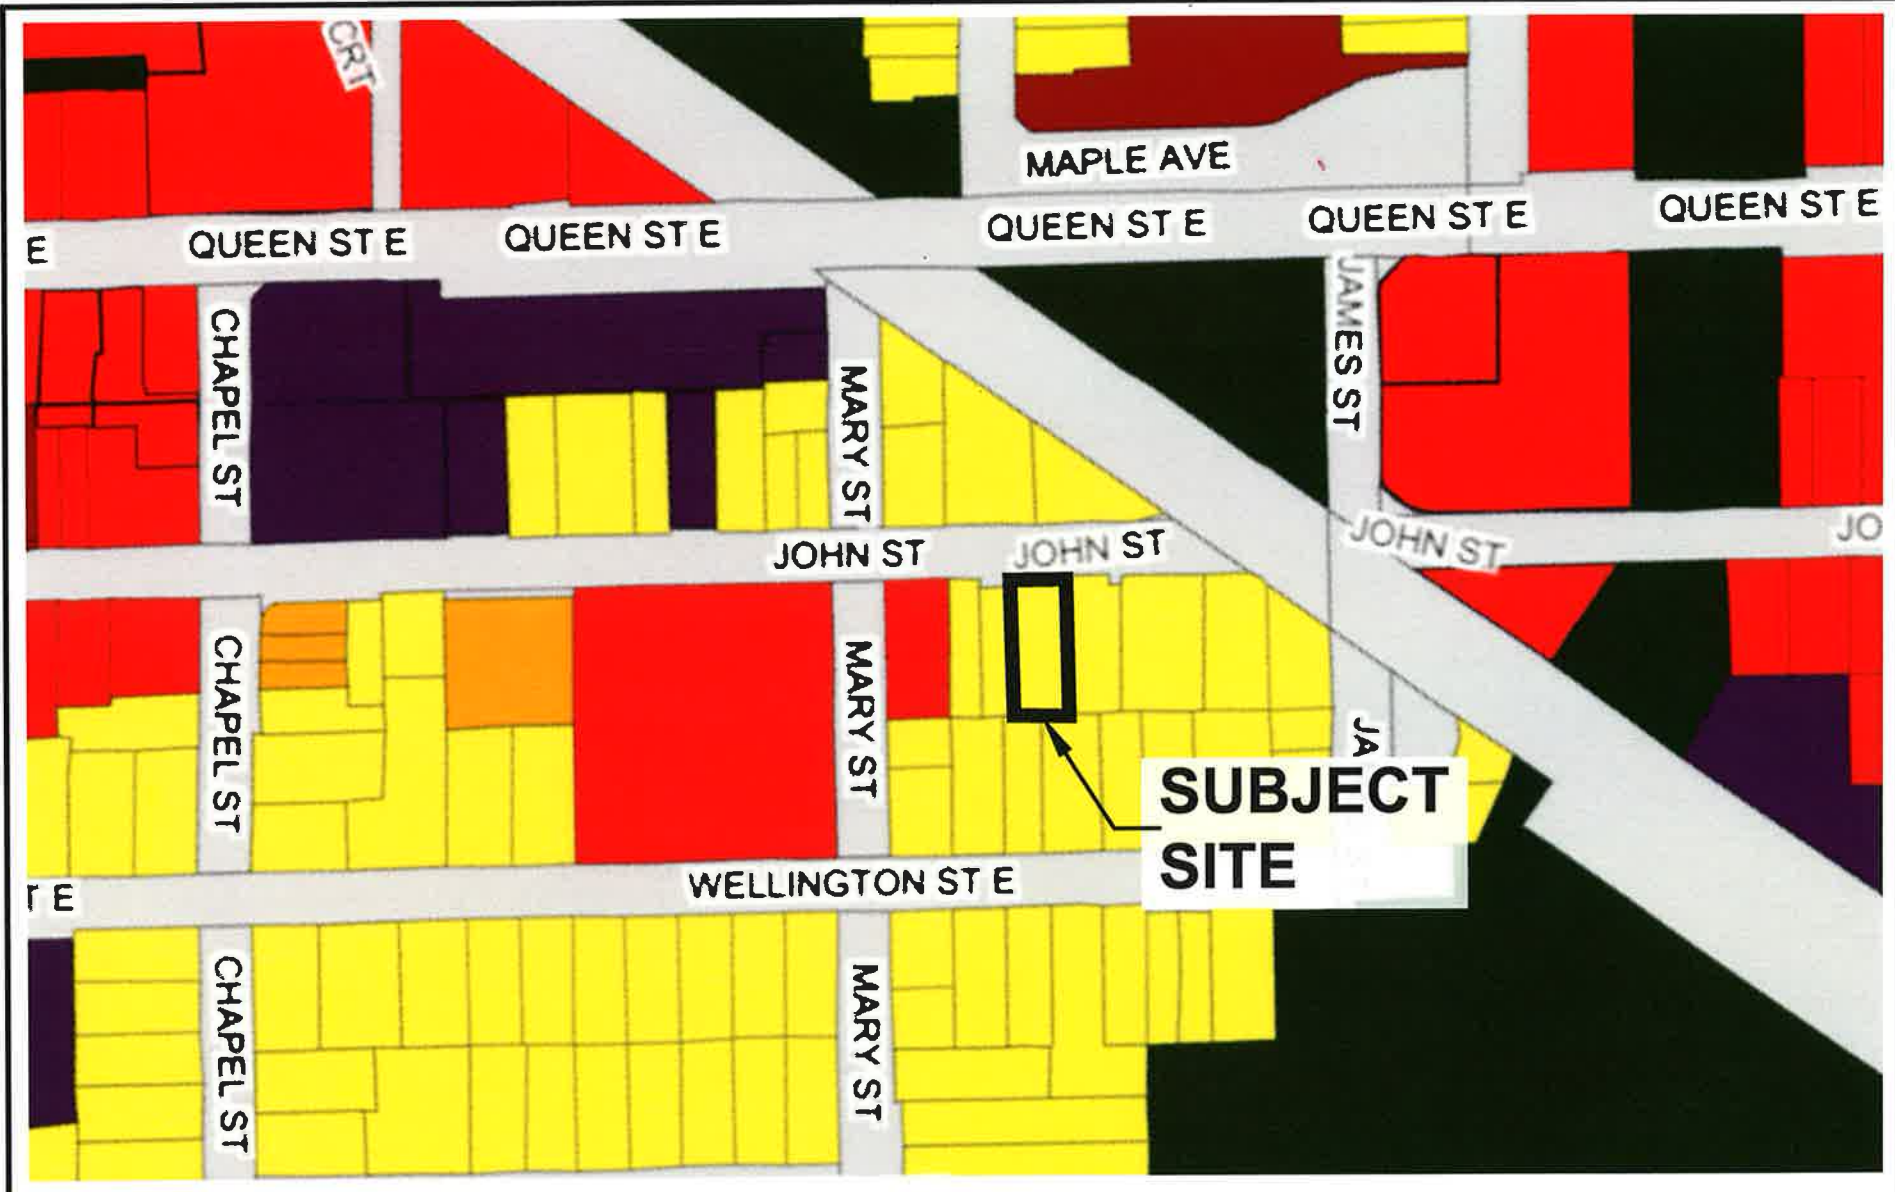 CRT
MAPLE AVE
E
QUEEN ST E
QUEEN ST E
QUEEN ST E
QUEEN ST E
QUEEN ST E
CHAPEL ST
MARY ST
JAMES ST
JOHN ST
JOHN ST
JOHN ST
JO
CHAPEL ST
MARY ST
JA
SUBJECT
SITE
T E
WELLINGTON ST E
CHAPEL ST
MARY ST